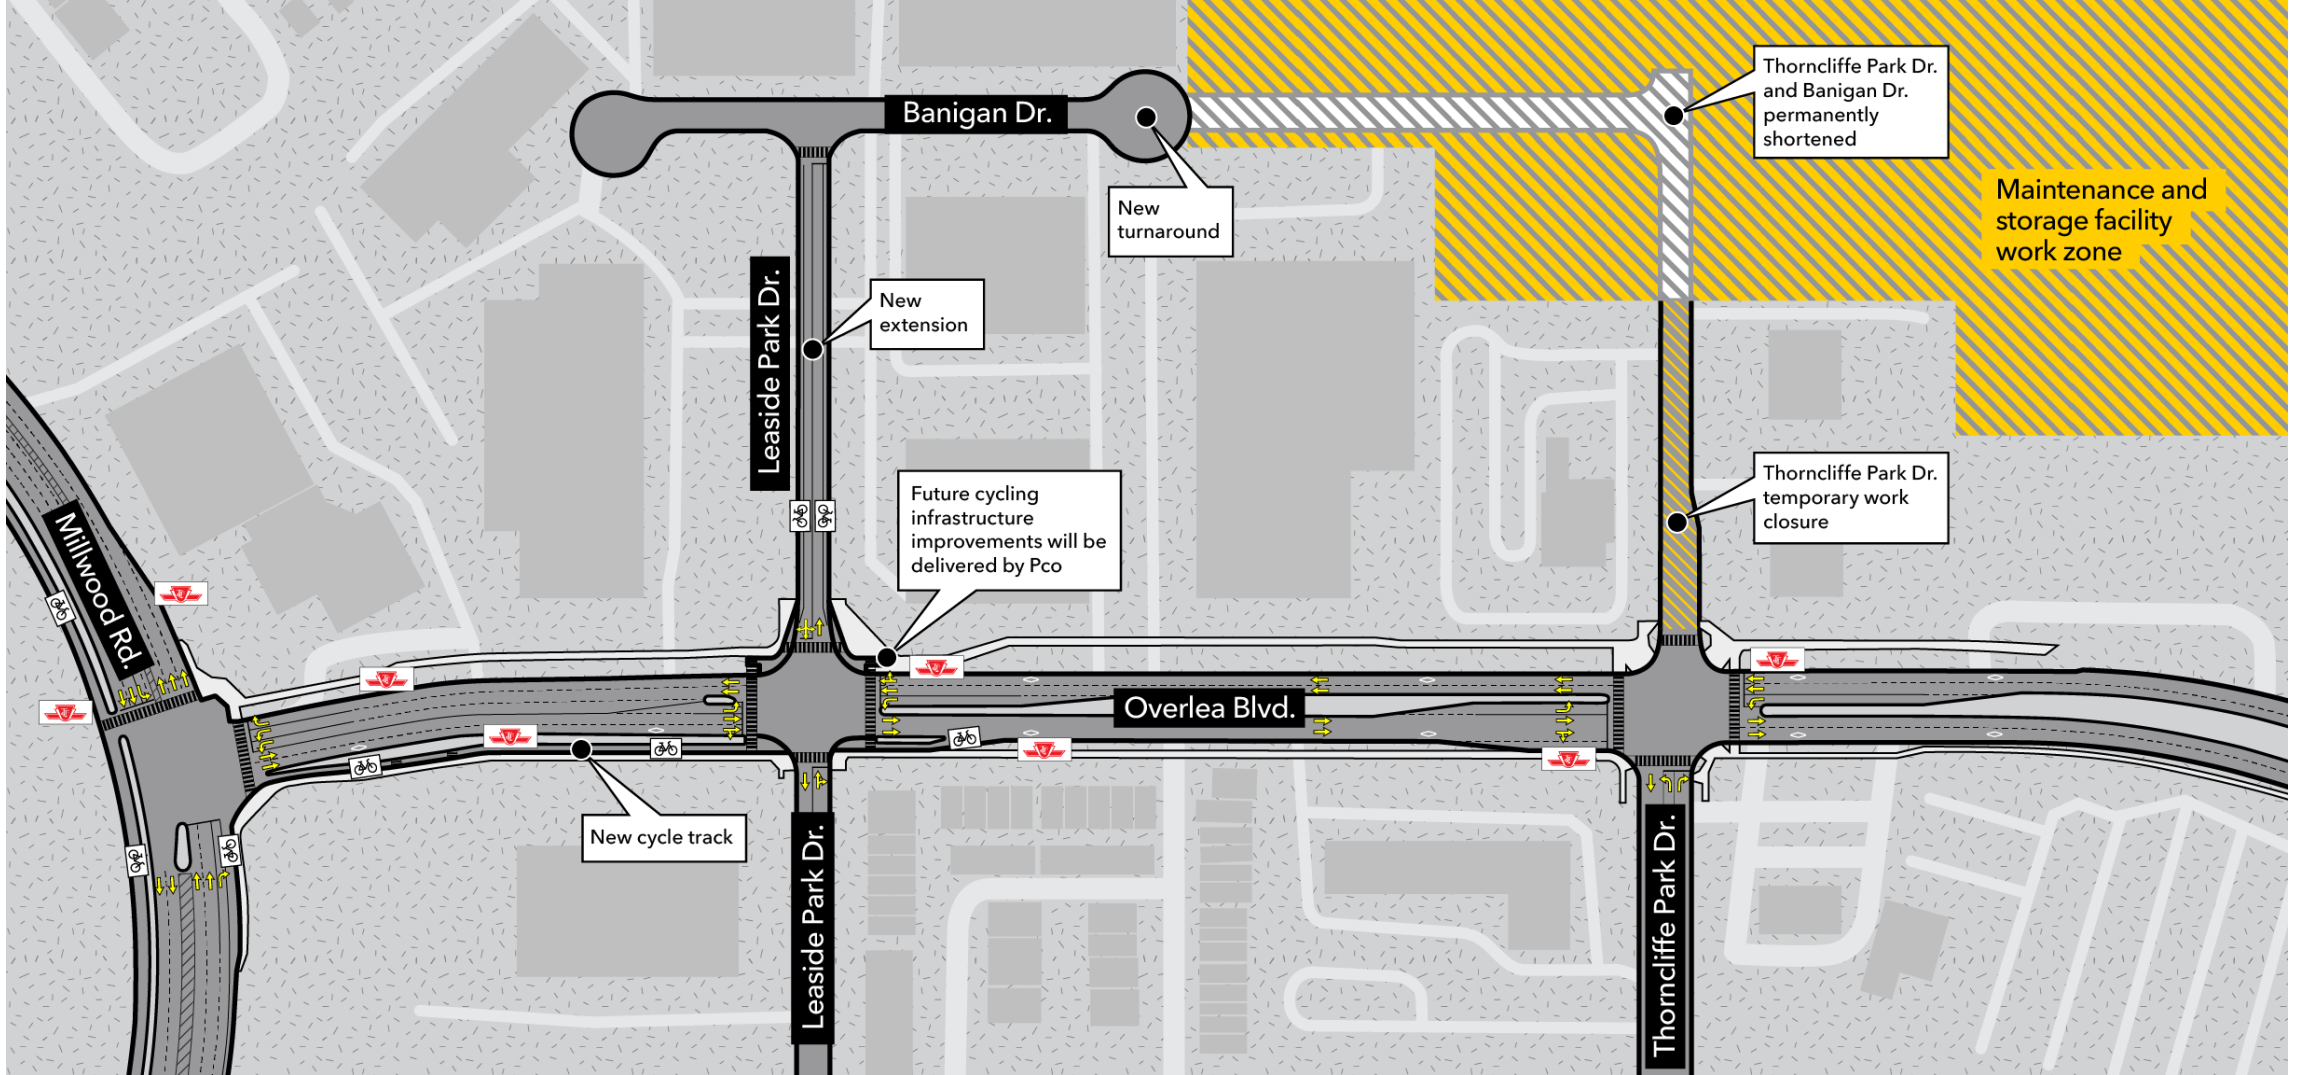 Banigan Dr.
Thorncliffe Park Dr.
and Banigan Dr.
permanently
shortened
Maintenance and
storage facility
work zone
New
turnaround
New
extension
Leaside Park Dr.
Future cycling
infrastructure
improvements will be
delivered by Pco
Thorncliffe Park Dr.
temporary work
closure
Millwood Rd.
Overlea Blvd.
New cycle track
Leaside Park Dr.
Thorncliffe Park Dr.